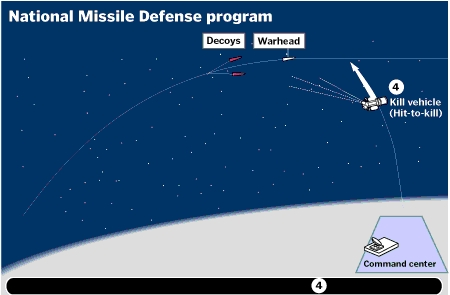 National Missile Defense program
Decoys
Warhead
4
Kill vehicle
(Hit-to-kill)
Command center
4